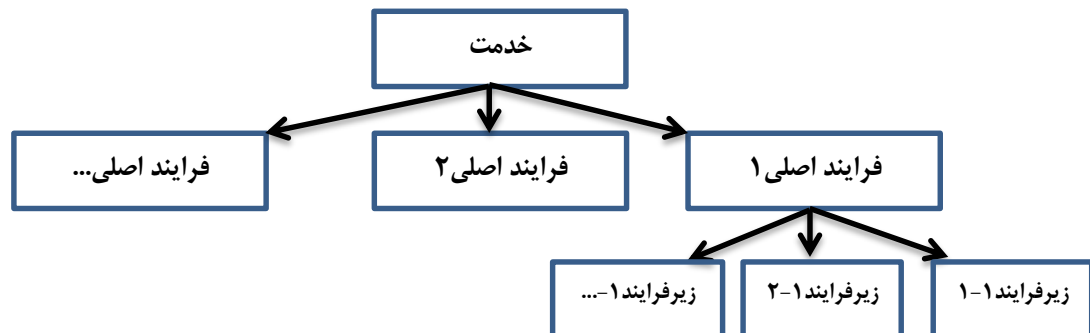 خدمت
فرایند اصلی۱
فرایند اصلی۲
فرایند اصلی...
زیرفرایند۱-۱
زیرفرایند۱-۲
زیرفرایند۱-...